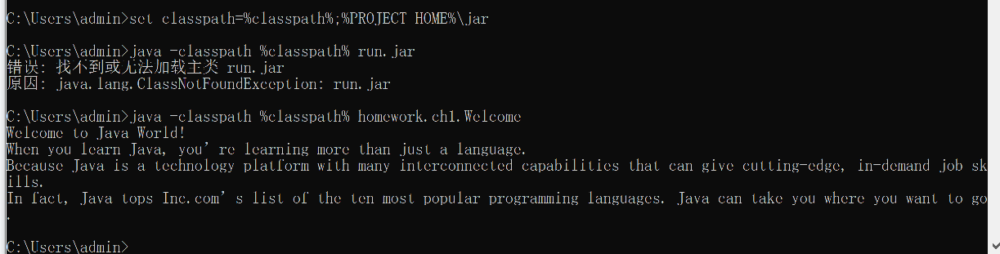 C:\Users\admin>set classpath=%classpath%;%PROJECT HOME%\jar
C:\Users\admin>java -classpath %classpath% run.jar
错误: 找不到或无法加载主类 run.jar
原因: java.lang.ClassNotFoundException: run.jar
C:\Users\admin>java -classpath %classpath% homework.ch1.Welcome
Welcome to Java World!
When you learn Java, you’re learning more than just a language.
Because Java is a technology platform with many interconnected capabilities that can give cutting-edge, in-demand job sk
ills.
In fact, Java tops Inc.com’s list of the ten most popular programming languages. Java can take you where you want to go
.
C:\Users\admin>